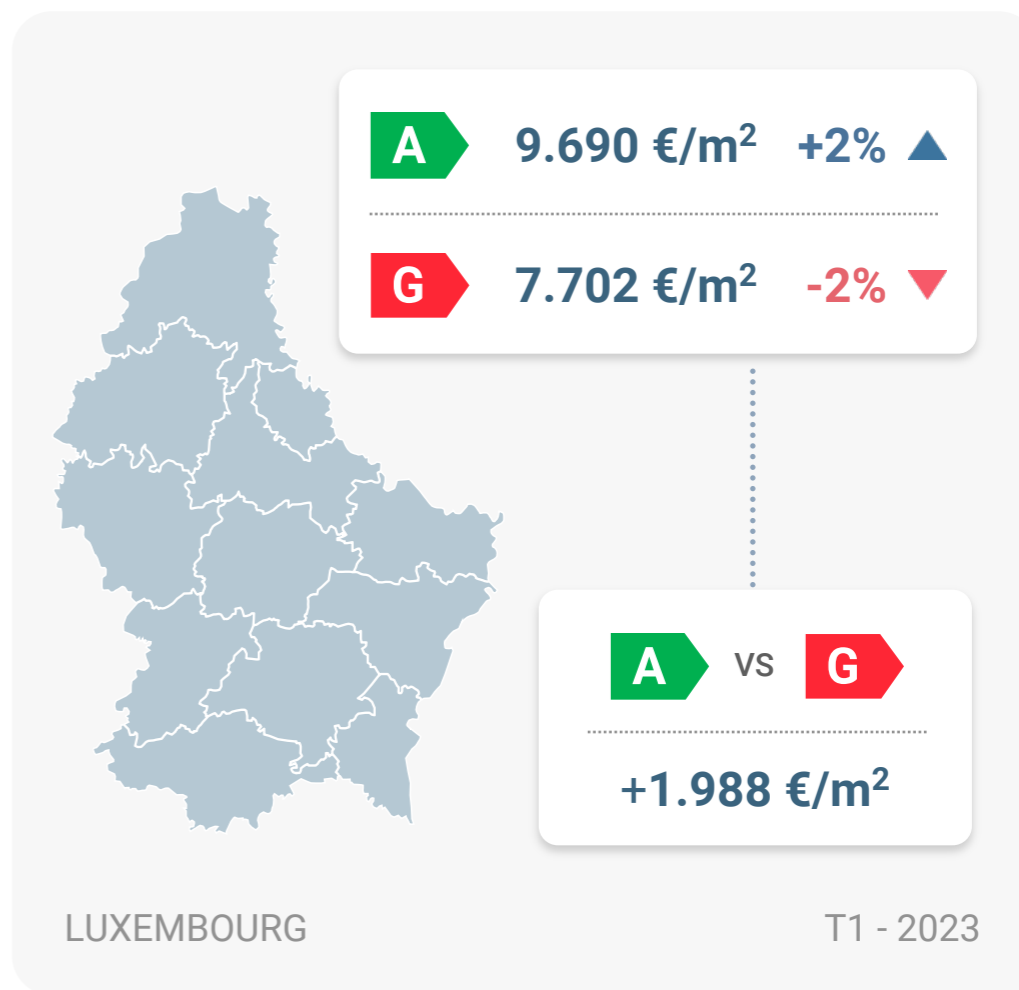 A 9.690 €/m² +2%
G 7.702 €/m² -2%
A VS G
+1.988 €/m²
LUXEMBOURG T1 - 2023